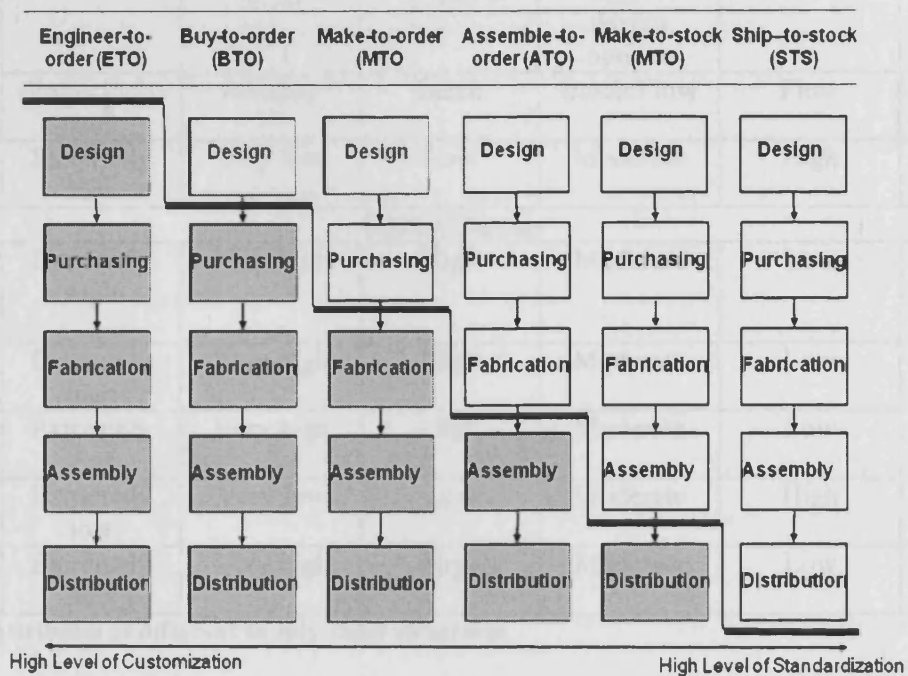 Engineer-to-order (ETO)
Buy-to-order (BTO)
Make-to-order (MTO
Assemble-to-order (ATO)
Make-to-stock (MTO)
Ship–to-stock (STS)
Design Design Design Design Design Design
Purchasing Purchasing Purchasing Purchasing Purchasing Purchasing
Fabrication Fabrication Fabrication Fabrication Fabrication Fabrication
Assembly Assembly Assembly Assembly Assembly Assembly
Distribution Distribution Distribution Distribution Distribution Distribution
High Level of Customization High Level of Standardization